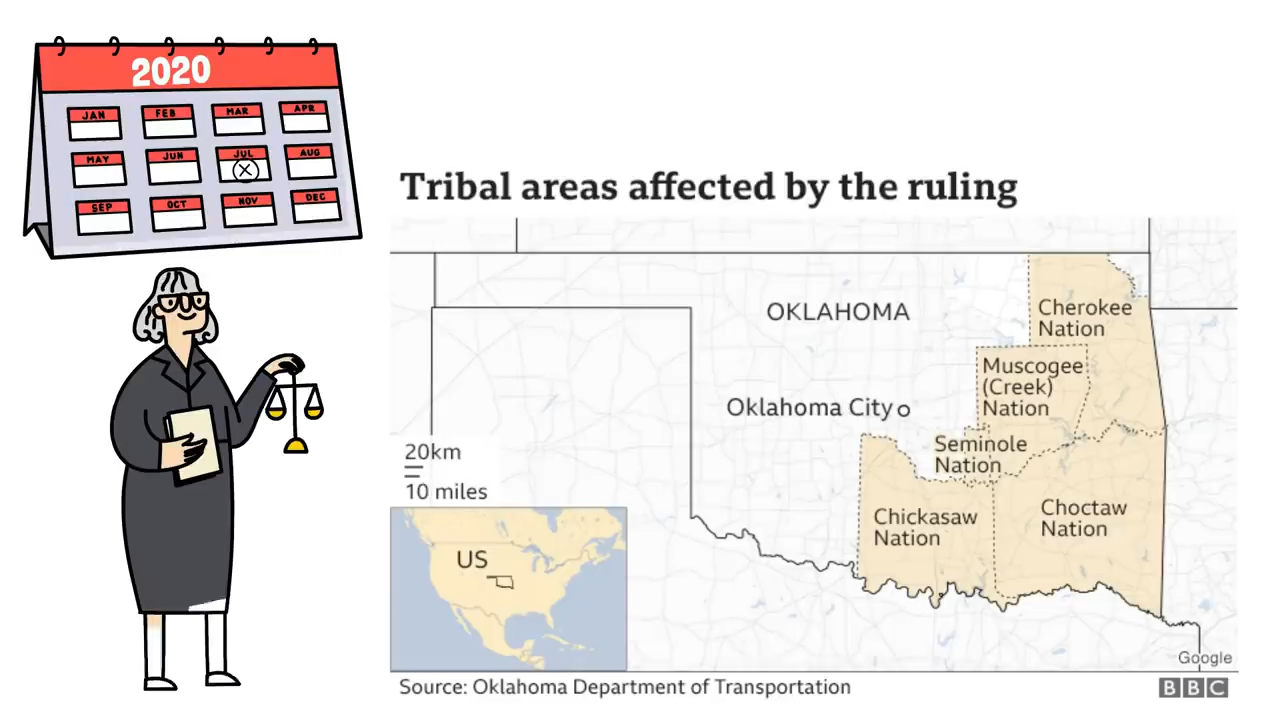 2020
JAN FEB MAR APR
MAY JUN JUL AUG
SEP OCT NOV DEC
Tribal areas affected by the ruling
OKLAHOMA
Cherokee
Nation
Muscogee
(Creek)
Nation
Oklahoma City
Seminole
Nation
20km
10 miles
Chickasaw
Nation
Choctaw
Nation
US
Google
Source: Oklahoma Department of Transportation
BBC